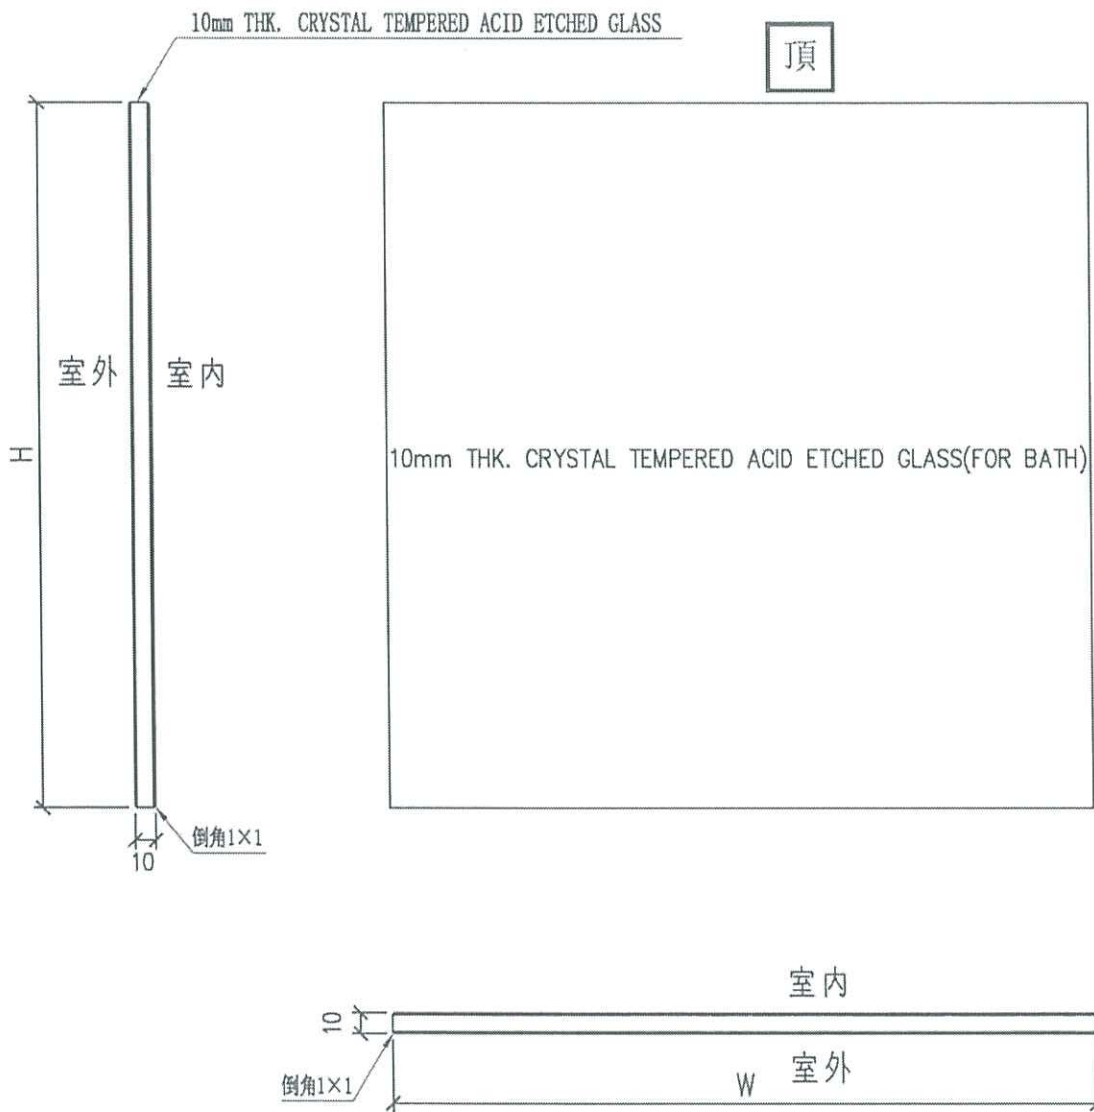 10mm THK. CRYSTAL TEMPERED ACID ETCHED GLASS
頂
室外
室内
H
10mm THK. CRYSTAL TEMPERED ACID ETCHED GLASS(FOR BATH)
倒角1×1
10
室内
10
倒角1×1
室外
W